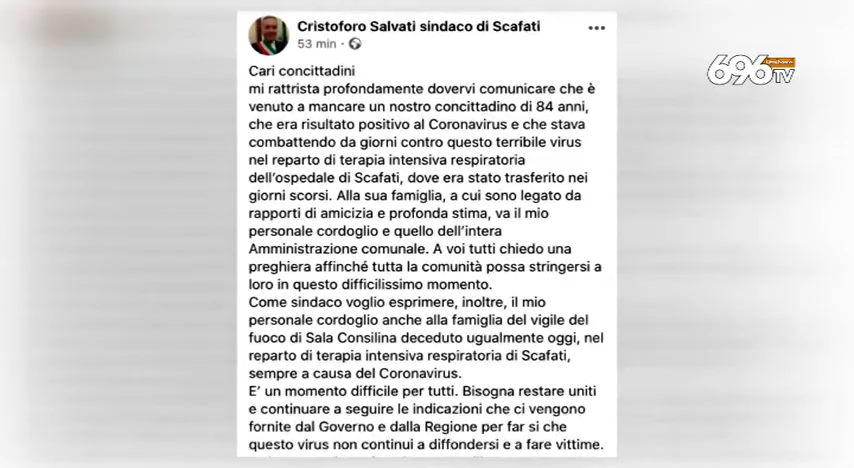 Cristoforo Salvati sindaco di Scafati
53 min ·
696 TV
Cari concittadini
mi rattrista profondamente dovervi comunicare che è
venuto a mancare un nostro concittadino di 84 anni,
che era risultato positivo al Coronavirus e che stava
combattendo da giorni contro questo terribile virus
nel reparto di terapia intensiva respiratoria
dell'ospedale di Scafati, dove era stato trasferito nei
giorni scorsi. Alla sua famiglia, a cui sono legato da
rapporti di amicizia e profonda stima, va il mio
personale cordoglio e quello dell'intera
Amministrazione comunale. A voi tutti chiedo una
preghiera affinché tutta la comunità possa stringersi a
loro in questo difficilissimo momento.
Come sindaco voglio esprimere, inoltre, il mio
personale cordoglio anche alla famiglia del vigile del
fuoco di Sala Consilina deceduto ugualmente oggi, nel
reparto di terapia intensiva respiratoria di Scafati,
sempre a causa del Coronavirus.
E' un momento difficile per tutti. Bisogna restare uniti
e continuare a seguire le indicazioni che ci vengono
fornite dal Governo e dalla Regione per far si che
questo virus non continui a diffondersi e a fare vittime.